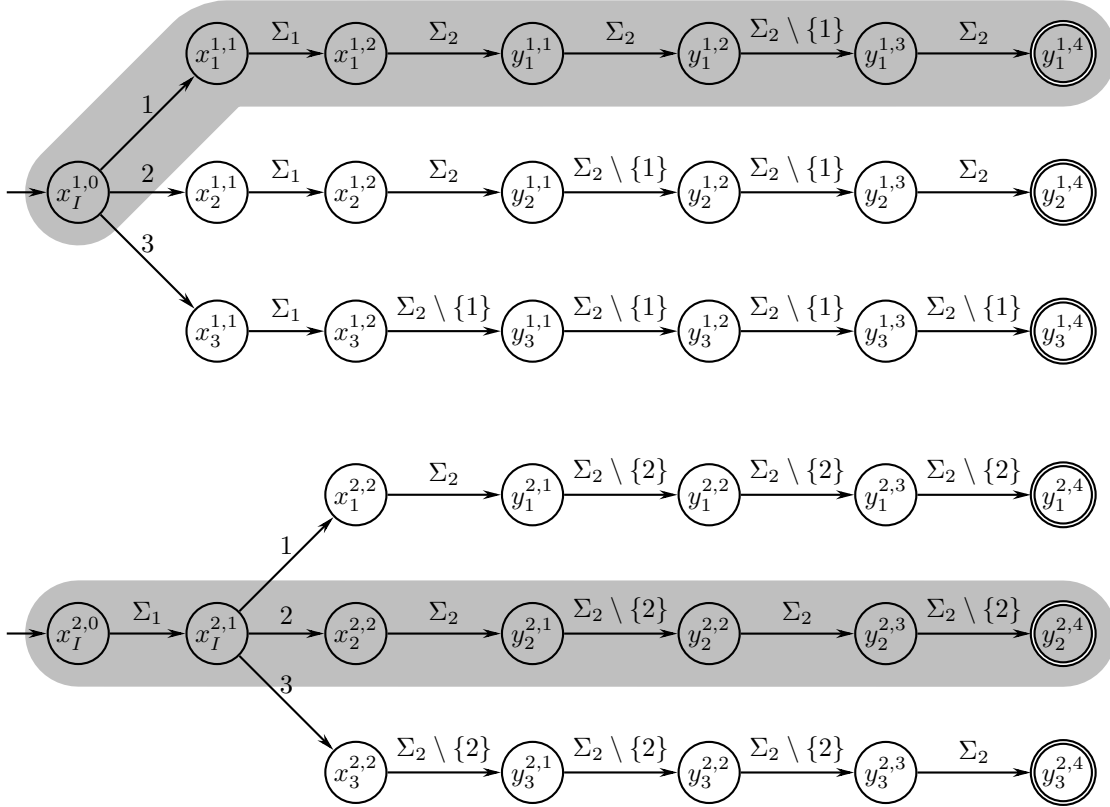 x_1^{1,1} Σ_1 x_1^{1,2} Σ_2 y_1^{1,1} Σ_2 y_1^{1,2} Σ_2 \ {1} y_1^{1,3} Σ_2 y_1^{1,4}
1
x_I^{1,0} 2 x_2^{1,1} Σ_1 x_2^{1,2} Σ_2 y_2^{1,1} Σ_2 \ {1} y_2^{1,2} Σ_2 \ {1} y_2^{1,3} Σ_2 y_2^{1,4}
3
x_3^{1,1} Σ_1 x_3^{1,2} Σ_2 \ {1} y_3^{1,1} Σ_2 \ {1} y_3^{1,2} Σ_2 \ {1} y_3^{1,3} Σ_2 \ {1} y_3^{1,4}
x_1^{2,2} Σ_2 y_1^{2,1} Σ_2 \ {2} y_1^{2,2} Σ_2 \ {2} y_1^{2,3} Σ_2 \ {2} y_1^{2,4}
1
x_I^{2,0} Σ_1 x_I^{2,1} 2 x_2^{2,2} Σ_2 y_2^{2,1} Σ_2 \ {2} y_2^{2,2} Σ_2 y_2^{2,3} Σ_2 \ {2} y_2^{2,4}
3
x_3^{2,2} Σ_2 \ {2} y_3^{2,1} Σ_2 \ {2} y_3^{2,2} Σ_2 \ {2} y_3^{2,3} Σ_2 y_3^{2,4}